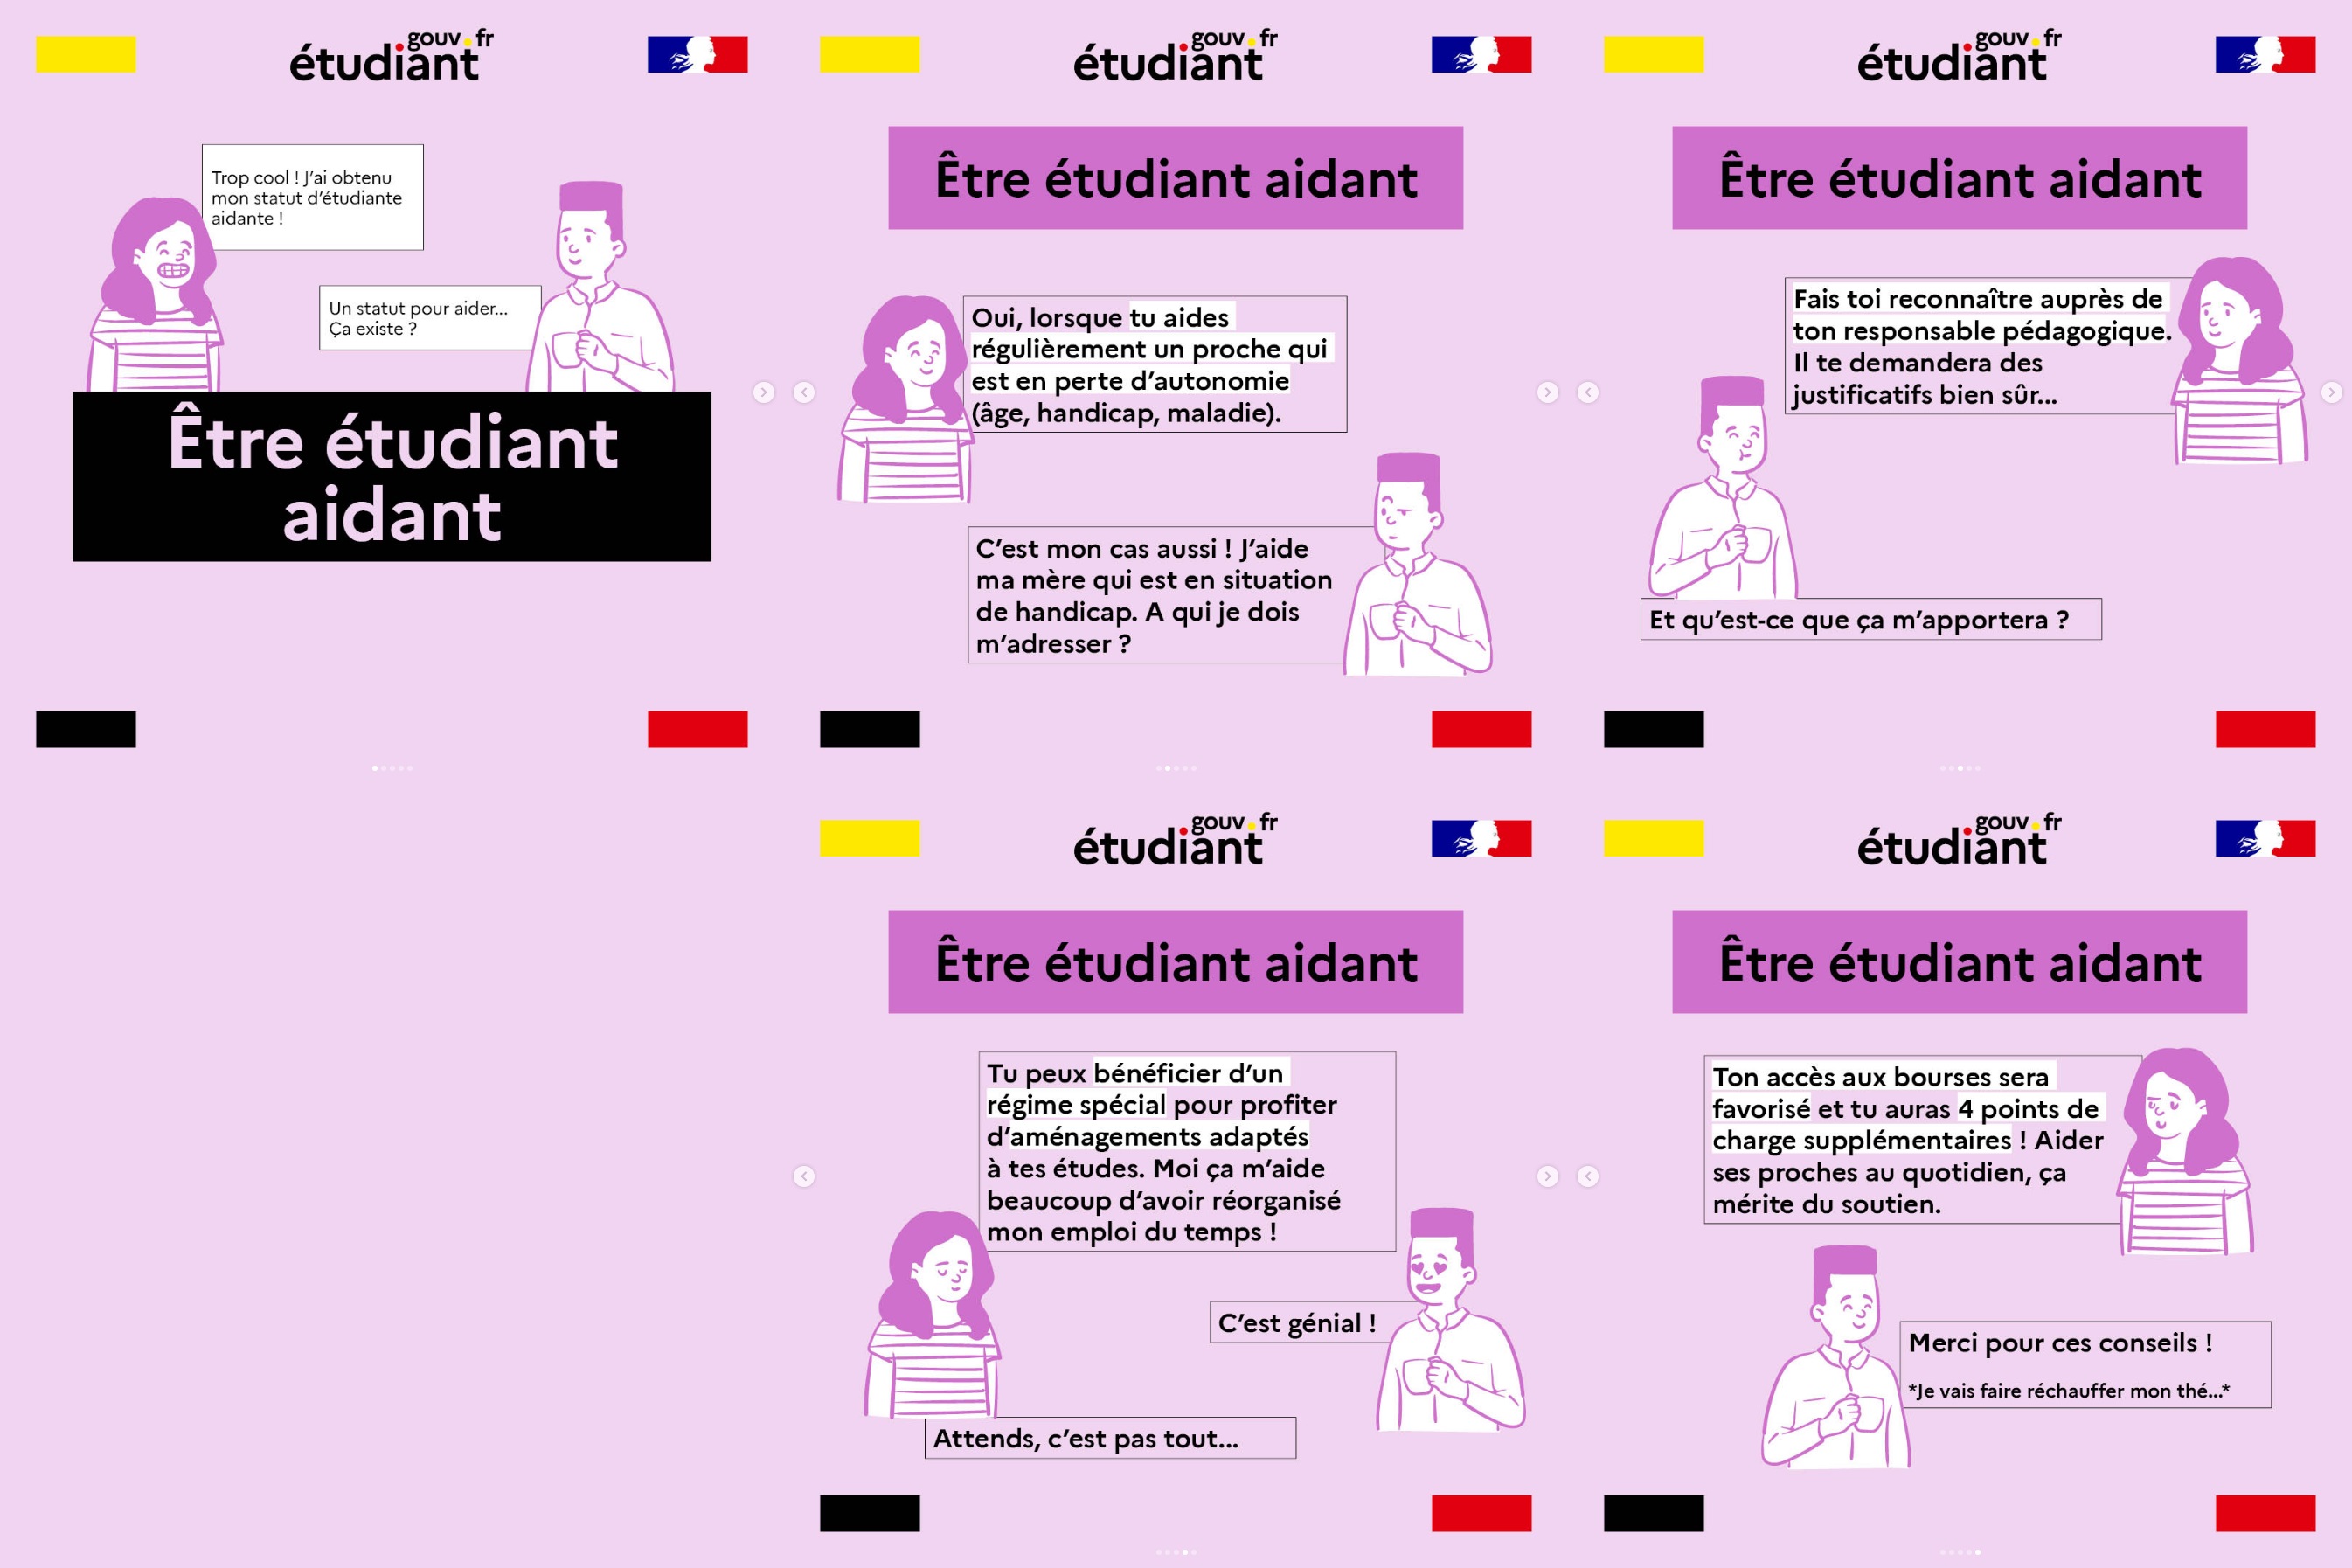 gouv.fr
étudiant
Trop cool ! J'ai obtenu
mon statut d'étudiante
aidante !
Un statut pour aider...
Ça existe ?
Être étudiant
aidant
gouv.fr
étudiant
Être étudiant aidant
Oui, lorsque tu aides
régulièrement un proche qui
est en perte d'autonomie
(âge, handicap, maladie).
C'est mon cas aussi ! J'aide
ma mère qui est en situation
de handicap. A qui je dois
m'adresser ?
gouv.fr
étudiant
Être étudiant aidant
Fais toi reconnaître auprès de
ton responsable pédagogique.
Il te demandera des
justificatifs bien sûr...
Et qu'est-ce que ça m'apportera ?
gouv.fr
étudiant
Être étudiant aidant
Tu peux bénéficier d'un
régime spécial pour profiter
d'aménagements adaptés
à tes études. Moi ça m'aide
beaucoup d'avoir réorganisé
mon emploi du temps !
C'est génial !
Attends, c'est pas tout...
gouv.fr
étudiant
Être étudiant aidant
Ton accès aux bourses sera
favorisé et tu auras 4 points de
charge supplémentaires ! Aider
ses proches au quotidien, ça
mérite du soutien.
Merci pour ces conseils !
*Je vais faire réchauffer mon thé...*